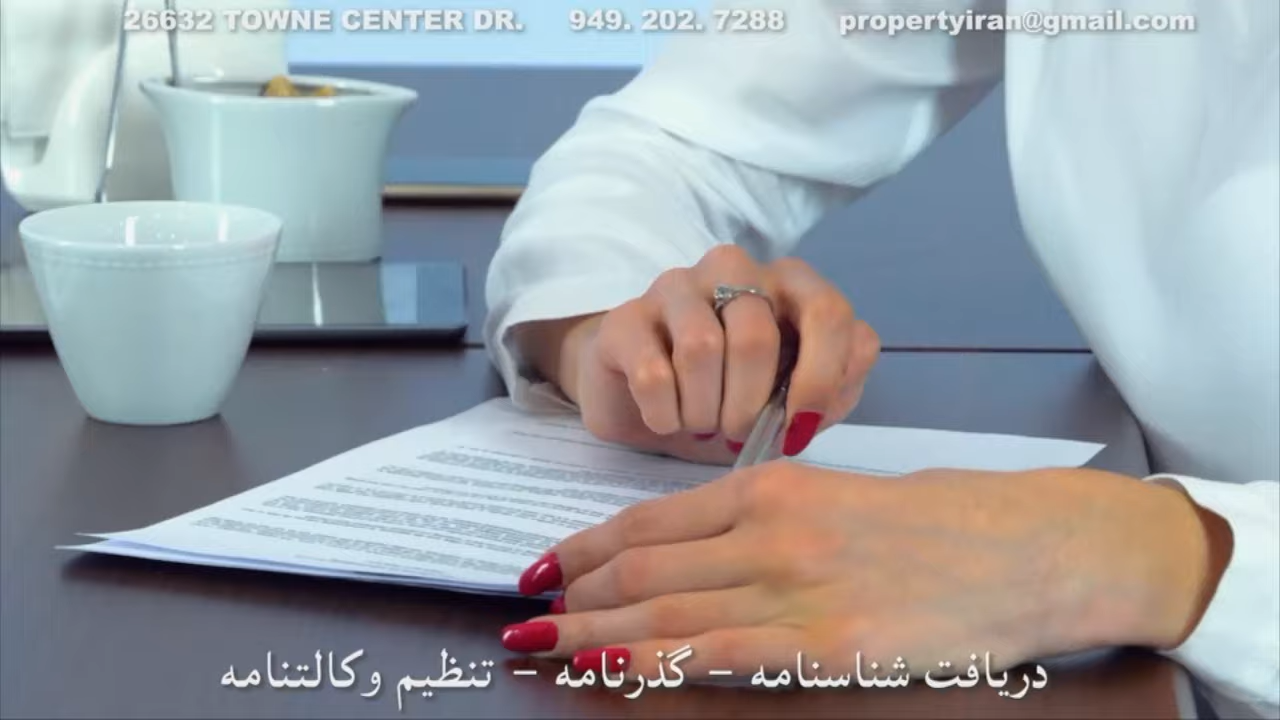 26632 TOWNE CENTER DR. 949. 202. 7288 propertyiran@gmail.com
دریافت شناسنامه - گذرنامه - تنظیم وکالتنامه